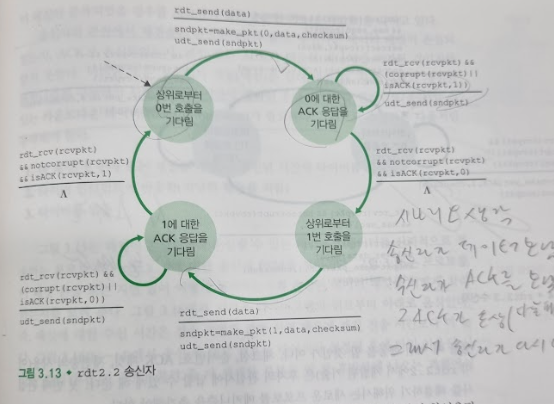 rdt_send(data)
sndpkt=make_pkt(0,data,checksum)
udt_send(sndpkt)
상위로부터
0번 호출을
기다림
0에 대한
ACK 응답을
기다림
rdt_rcv(rcvpkt) &&
(corrupt(rcvpkt)||
isACK(rcvpkt,1))
udt_send(sndpkt)
rdt_rcv(rcvpkt)
&& notcorrupt(rcvpkt)
&& isACK(rcvpkt,1)
Λ
rdt_rcv(rcvpkt)
&& notcorrupt(rcvpkt)
&& isACK(rcvpkt,0)
Λ
1에 대한
ACK 응답을
기다림
상위로부터
1번 호출을
기다림
rdt_rcv(rcvpkt) &&
(corrupt(rcvpkt)||
isACK(rcvpkt,0))
udt_send(sndpkt)
rdt_send(data)
sndpkt=make_pkt(1,data,checksum)
udt_send(sndpkt)
시나리오 생각
송신자가 데이터
수신자가 ACK를
ACK가 손상
그래서 송신자가 다시
그림 3.13 ◆ rdt2.2 송신자